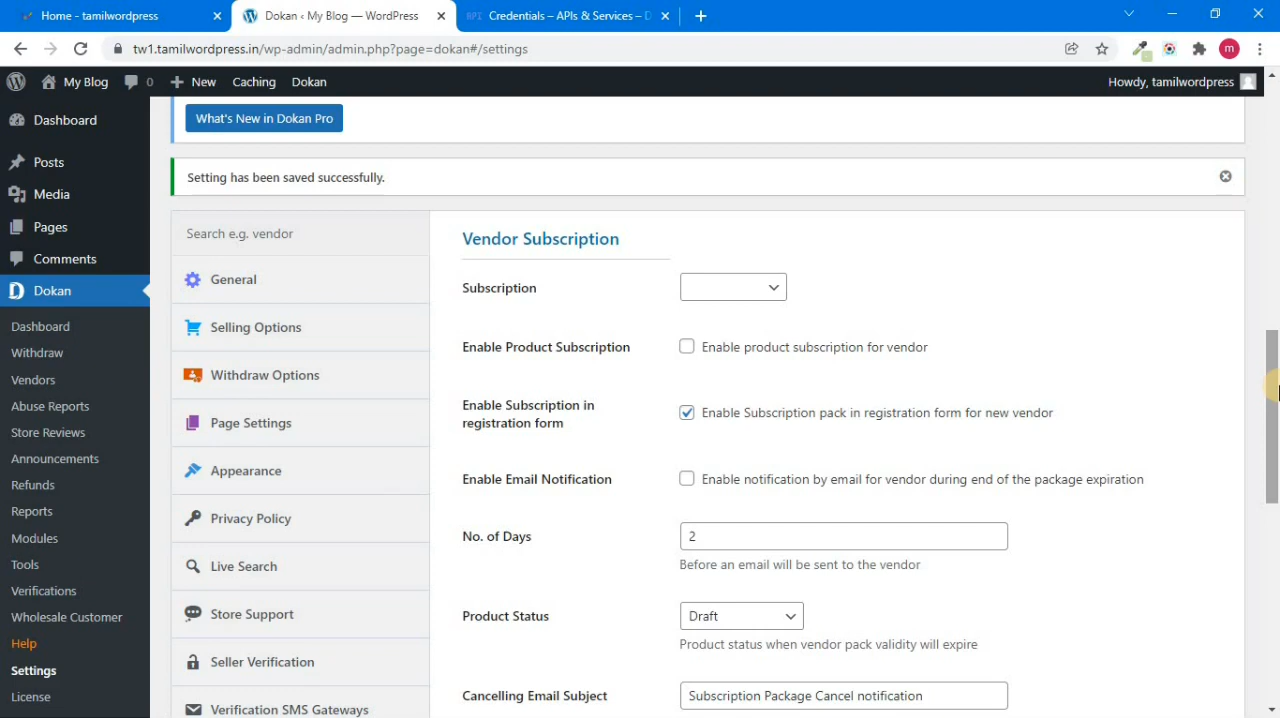 Home - tamilwordpress
Dokan ‹ My Blog — WordPress
API Credentials – APIs & Services – D
tw1.tamilwordpress.in/wp-admin/admin.php?page=dokan#/settings
m
My Blog
0
New
Caching
Dokan
Howdy, tamilwordpress
Dashboard
Posts
Media
Pages
Comments
Dokan
Dashboard
Withdraw
Vendors
Abuse Reports
Store Reviews
Announcements
Refunds
Reports
Modules
Tools
Verifications
Wholesale Customer
Help
Settings
License
What's New in Dokan Pro
Setting has been saved successfully.
Search e.g. vendor
General
Selling Options
Withdraw Options
Page Settings
Appearance
Privacy Policy
Live Search
Store Support
Seller Verification
Verification SMS Gateways
Vendor Subscription
Subscription
Enable Product Subscription
Enable product subscription for vendor
Enable Subscription in
registration form
Enable Subscription pack in registration form for new vendor
Enable Email Notification
Enable notification by email for vendor during end of the package expiration
No. of Days
2
Before an email will be sent to the vendor
Product Status
Draft
Product status when vendor pack validity will expire
Cancelling Email Subject
Subscription Package Cancel notification